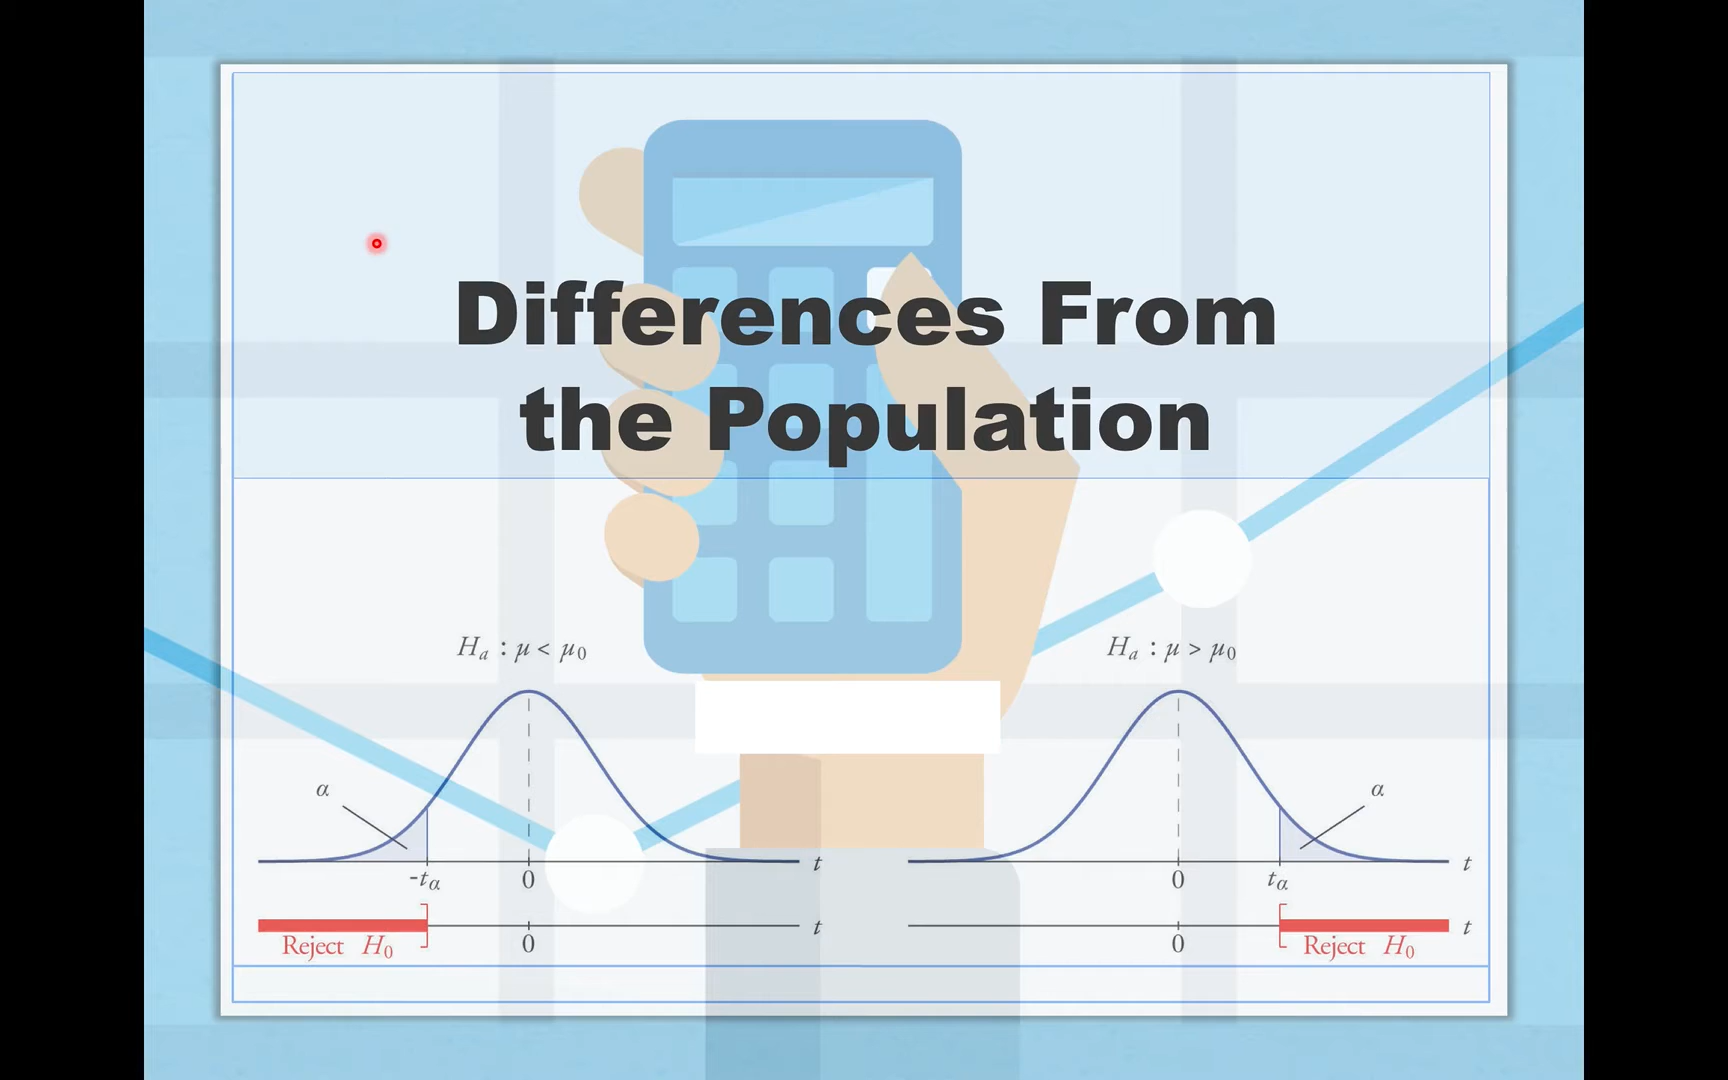 Differences From
the Population
Hₐ : μ < μ₀
Hₐ : μ > μ₀
α
α
-tα 0 t
0 tα t
0 t
0 t
Reject H₀
Reject H₀